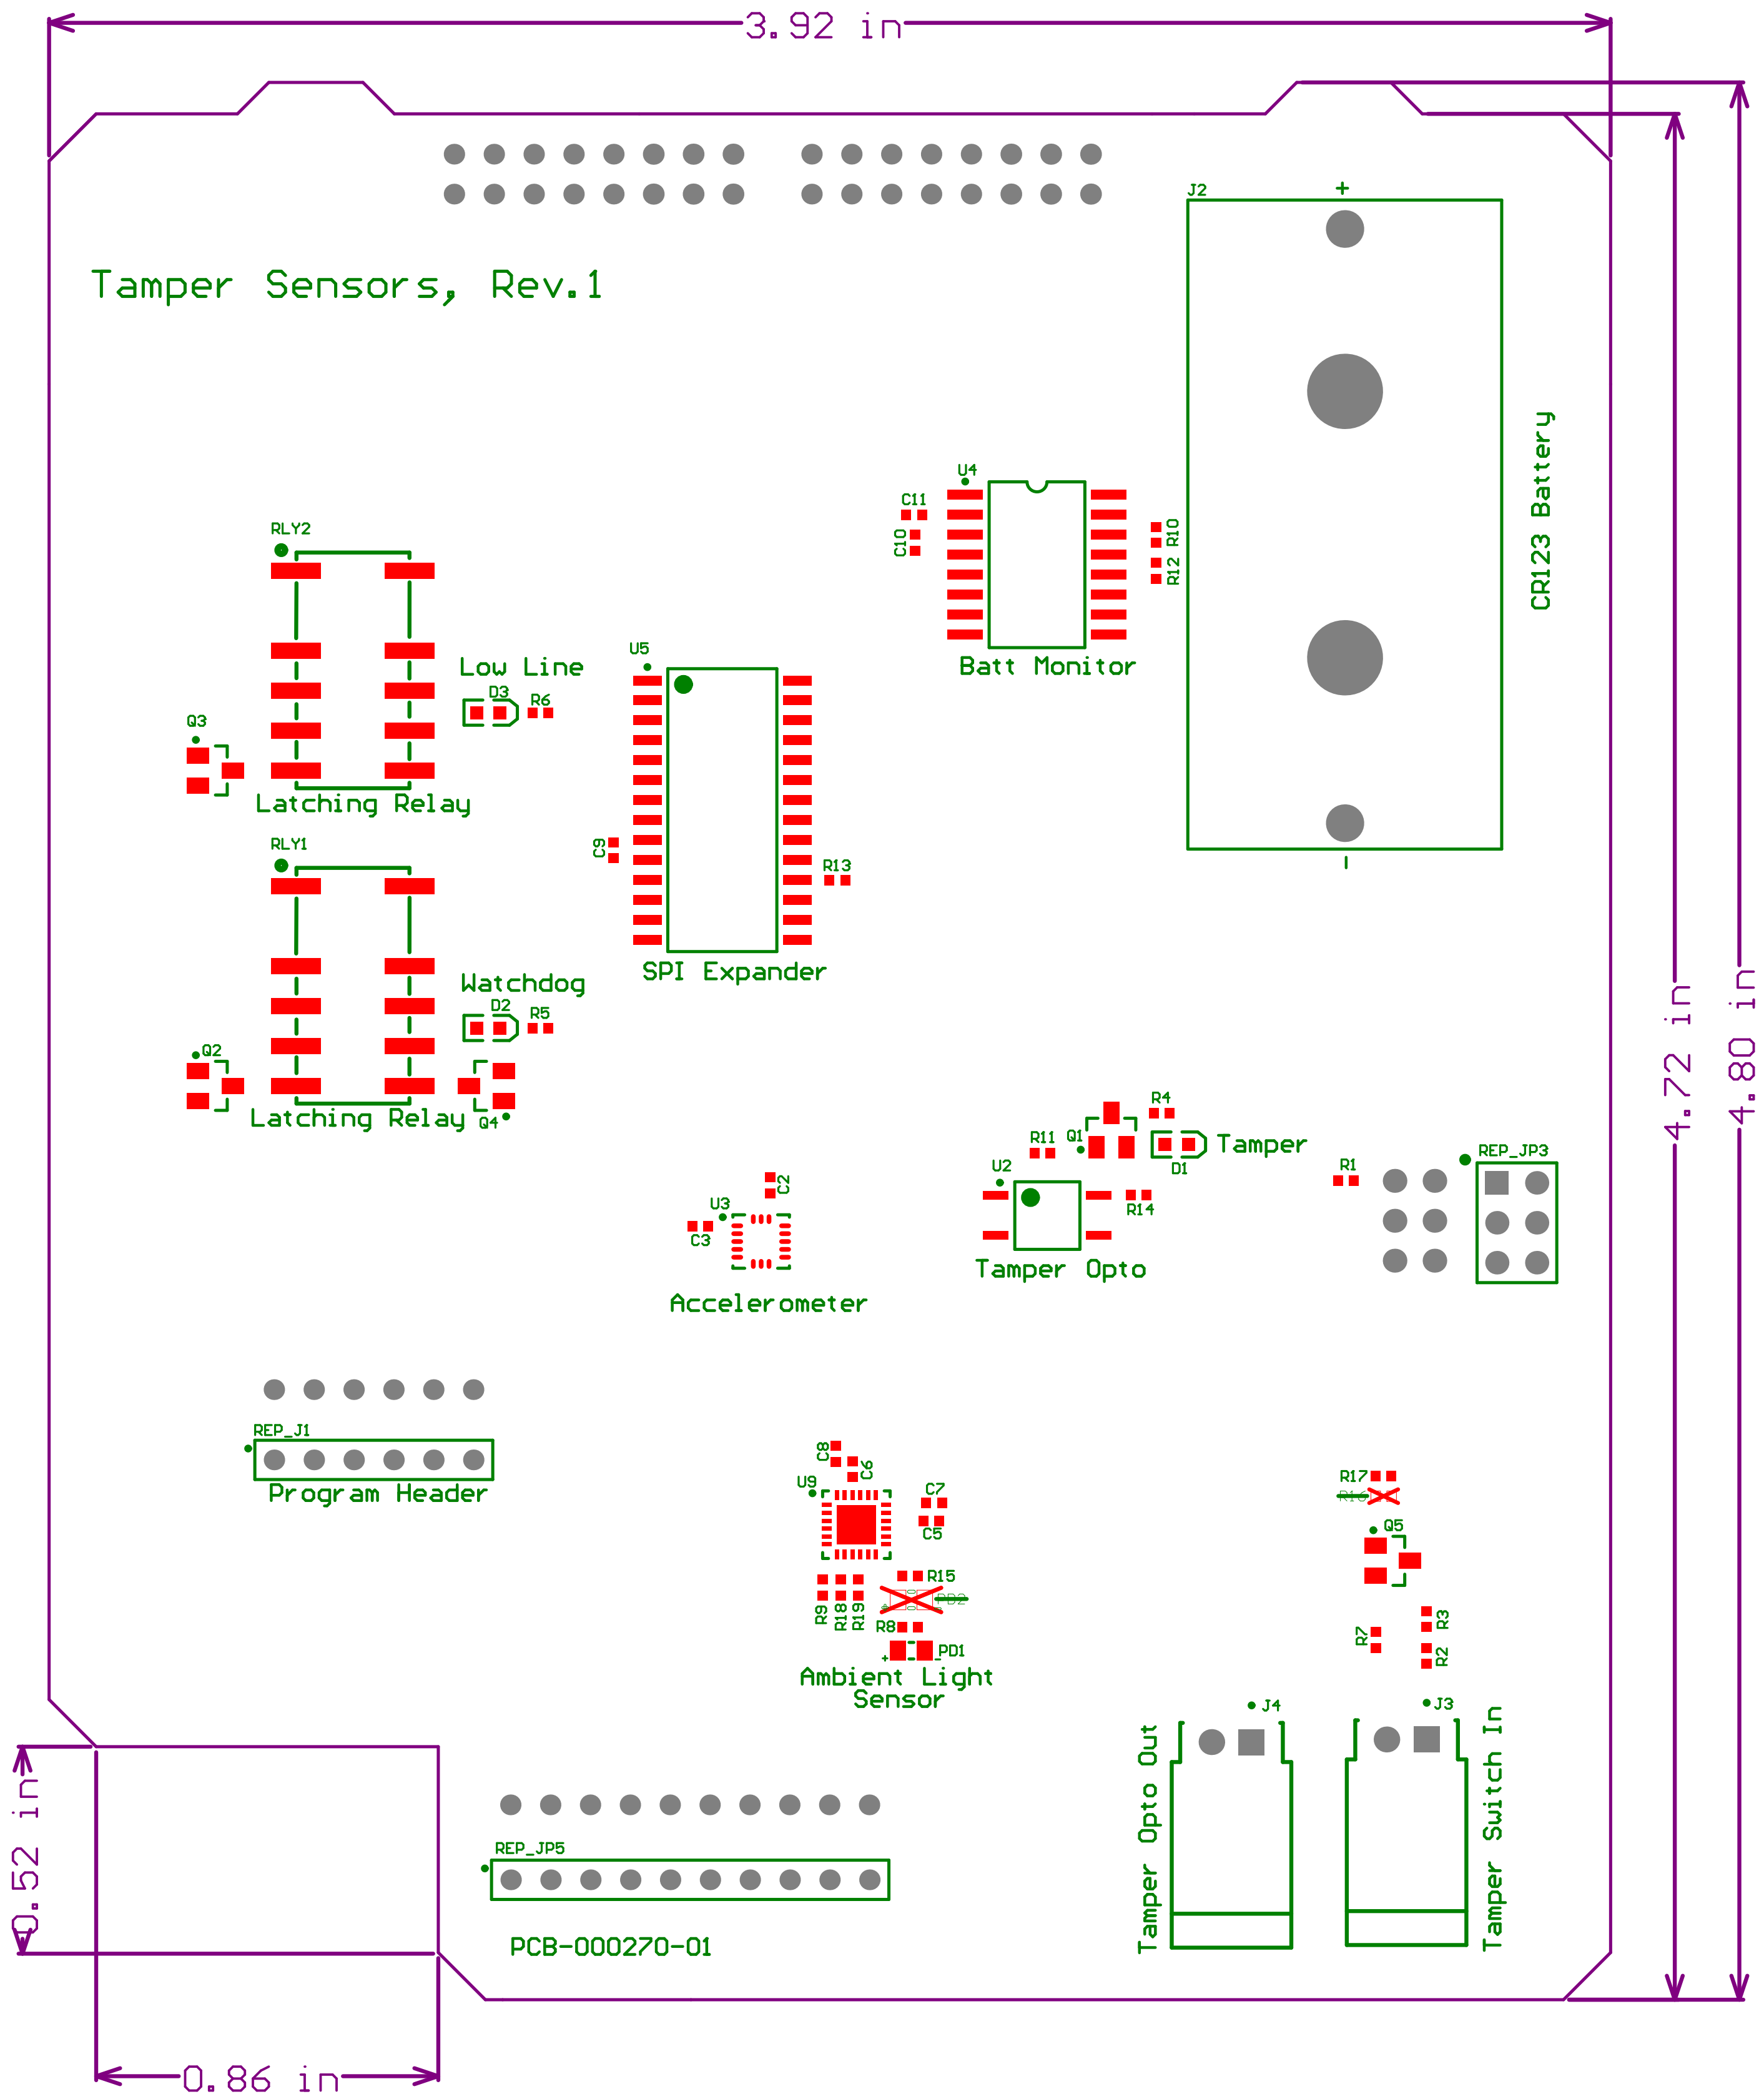 3.92 in
J2
+
Tamper Sensors, Rev.1
CR123 Battery
U4
C11
C10
R10
R12
Batt Monitor
RLY2
Low Line
D3
R6
Q3
Latching Relay
U5
C9
R13
-
SPI Expander
RLY1
Watchdog
D2
R5
Q2
Q4
Latching Relay
4.72 in
4.80 in
R4
Q1
R11
Tamper
D1
U2
R14
Tamper Opto
R1
REP_JP3
C2
U3
C3
Accelerometer
REP_J1
Program Header
C8
C6
U9
C7
C5
R15
PD2
R9
R18
R19
R8
PD1
+
-
Ambient Light
Sensor
R17
R16
Q5
R3
R7
R2
J4
J3
Tamper Opto Out
Tamper Switch In
0.52 in
REP_JP5
PCB-000270-01
0.86 in